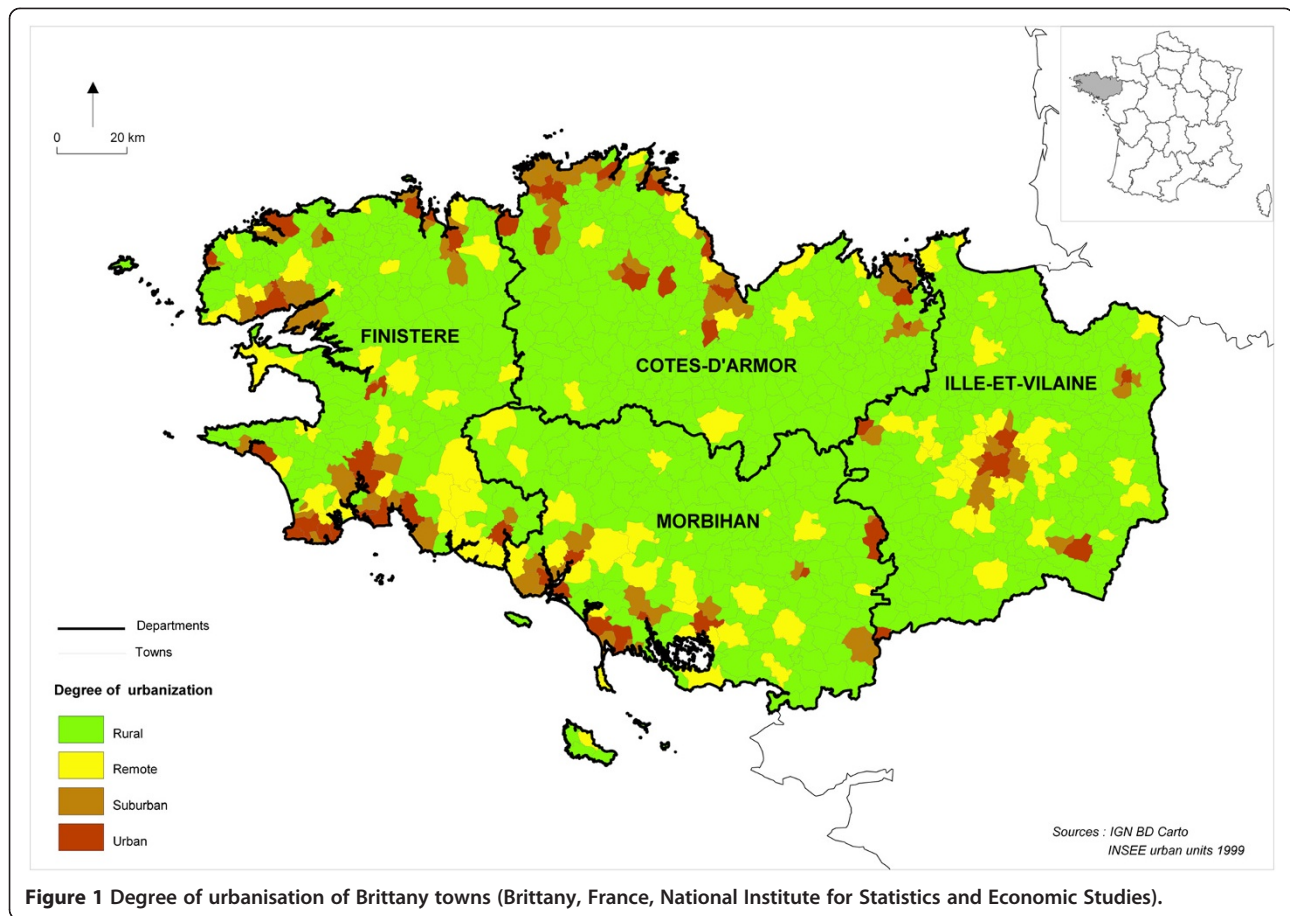 0 20 km
FINISTERE
COTES-D'ARMOR
ILLE-ET-VILAINE
MORBIHAN
Departments
Towns
Degree of urbanization
Rural
Remote
Suburban
Urban
Sources : IGN BD Carto
INSEE urban units 1999
Figure 1 Degree of urbanisation of Brittany towns (Brittany, France, National Institute for Statistics and Economic Studies).